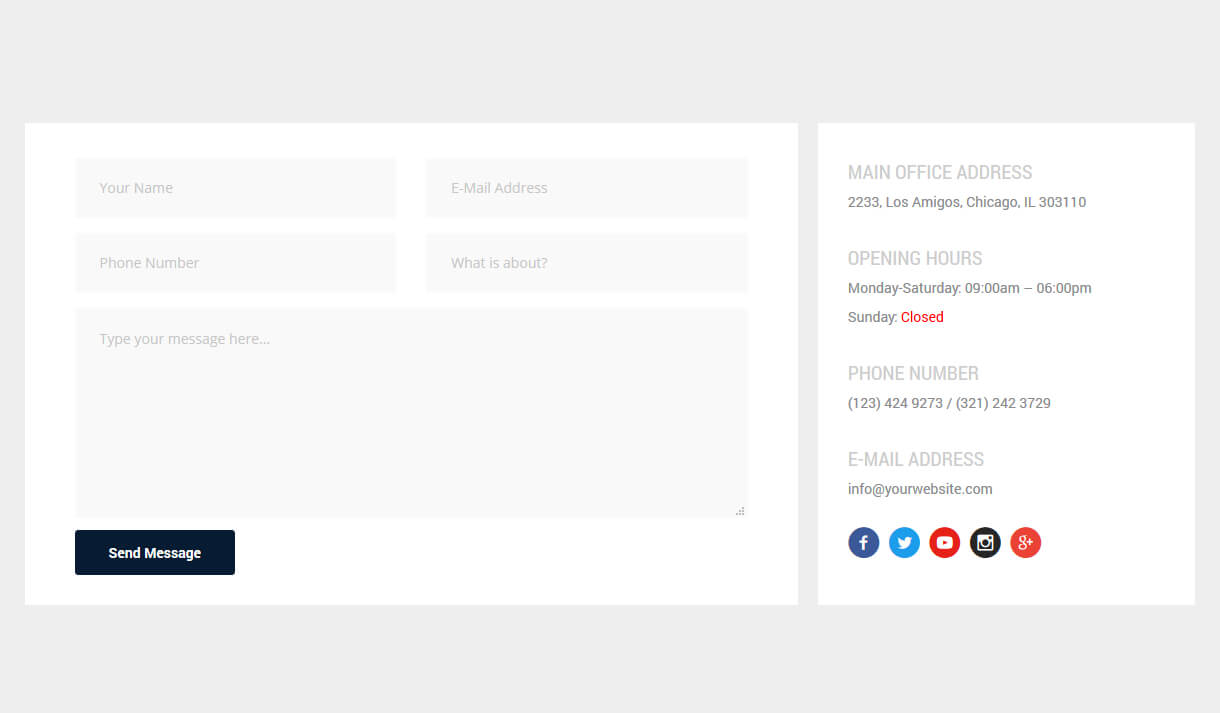 Your Name
E-Mail Address
Phone Number
What is about?
Type your message here...
Send Message
MAIN OFFICE ADDRESS
2233, Los Amigos, Chicago, IL 303110
OPENING HOURS
Monday-Saturday: 09:00am – 06:00pm
Sunday: Closed
PHONE NUMBER
(123) 424 9273 / (321) 242 3729
E-MAIL ADDRESS
info@yourwebsite.com